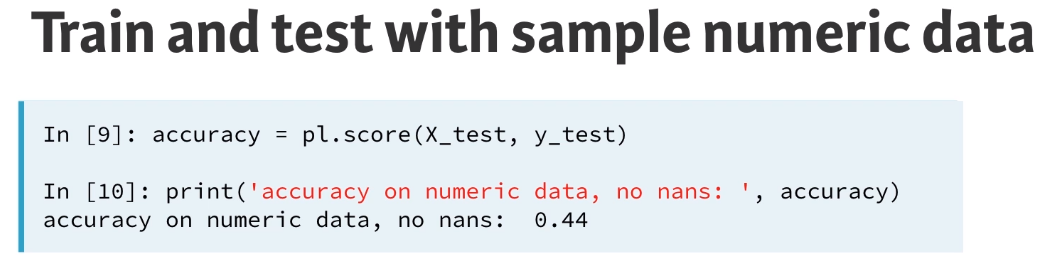 Train and test with sample numeric data
In [9]: accuracy = pl.score(X_test, y_test)
In [10]: print('accuracy on numeric data, no nans: ', accuracy)
accuracy on numeric data, no nans:  0.44